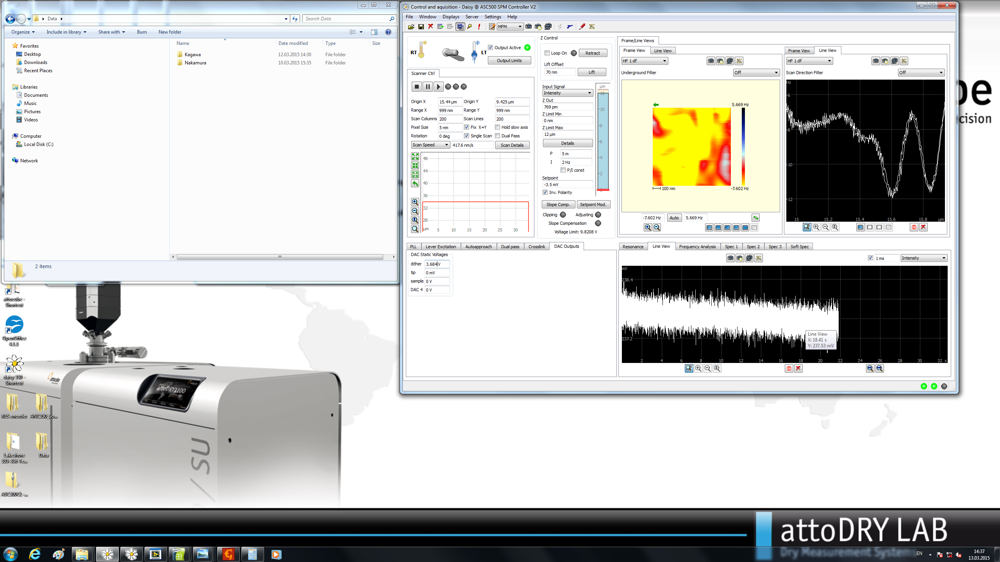 Data
Search Data
Organize
Include in library
Share with
Burn
New folder
Name
Date modified
Type
Size
Favorites
Desktop
Downloads
Recent Places
Libraries
Documents
Music
Pictures
Videos
Computer
Local Disk (C:)
Network
Kagawa 12.03.2015 14:30 File folder
Nakamura 10.03.2015 15:35 File folder
2 items
Control and aquisition - Daisy @ ASC500 SPM Controller V2
File Window Displays Server Settings Help
MFM
RT
LT
Output Active
Output Limits
Scanner Ctrl
Origin X 15.44 µm Origin Y 9.425 µm
Range X 999 nm Range Y 999 nm
Scan Columns 200 Scan Lines 200
Pixel Size 5 nm Fix X=Y Hold slow axis
Rotation 0 deg Single Scan Dual Pass
Scan Speed 417.6 nm/s Scan Details
48
44
40
36
32
28
µm 5 10 15 20 25 30
Z Control
Loop On Retract
Lift Offset
70 nm Lift
Input Signal
Intensity
Z Out
769 pm
Z Limit Min
0 nm
Z Limit Max
12 µm
Details
P 5 m
I 2 Hz
P/I const
Setpoint
-3.5 mV
Inv. Polarity
µm
12
10
8
6
4
2
Slope Comp. Setpoint Mod.
Clipping Adjusting
Slope Compensation
Voltage Limit: 9.8208 V
Frame/Line Views
Frame View Line View
HF 1 df
Underground Filter Off
5.669 Hz
100 nm -7.602 Hz
-7.602 Hz Auto 5.669 Hz
Frame View Line View
HF 1 df
Scan Direction Filter Off
Hz
-6
-8
-10
-12
15 15.2 15.4 15.6 15.8 µm
PLL Lever Excitation Autoapproach Dual pass Crosslink DAC Outputs
DAC Static Voltages
dither 3.684 V
tip 0 mV
sample 0 V
DAC 4 0 V
Resonance Line View Frequency Analysis Spec 1 Spec 2 Spec 3 Soft Spec
1 ms Intensity
mV
238.4
237.2
Line View
X: 18.41 s
Y: 237.53 mV
2 4 6 8 10 12 14 16 18 20 22 24 26 28 30 32 s
be
cision
attocube - Shortcut
OpenOffice 4.1.1
daisy 350 - Shortcut
RES encoder
ANC350_So...
Lakeshore 335-336 Te...
Data
ASC500CL-...
attocube
attoDRY1100
attoDRY LAB
Dry Measurement Systems
EN
14:37
13.03.2015